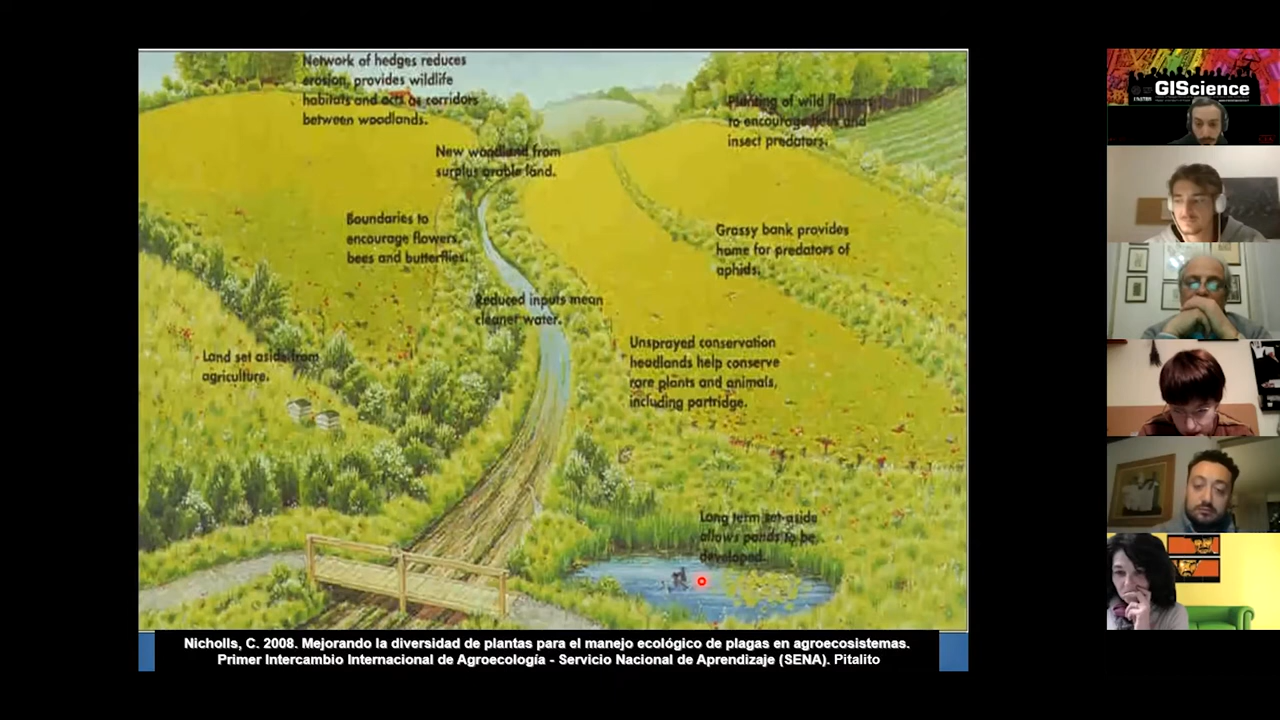 Network of hedges reduces
erosion, provides wildlife
habitats and acts as corridors
between woodlands.
New woodland from
surplus arable land.
Planting of wild flowers
to encourage bees and
insect predators.
Boundaries to
encourage flowers,
bees and butterflies.
Grassy bank provides
home for predators of
aphids.
Reduced inputs mean
cleaner water.
Land set aside from
agriculture.
Unsprayed conservation
headlands help conserve
rare plants and animals,
including partridge.
Long term set-aside
allows ponds to be
developed.
Nicholls, C. 2008. Mejorando la diversidad de plantas para el manejo ecológico de plagas en agroecosistemas.
Primer Intercambio Internacional de Agroecología - Servicio Nacional de Aprendizaje (SENA). Pitalito
GIScience